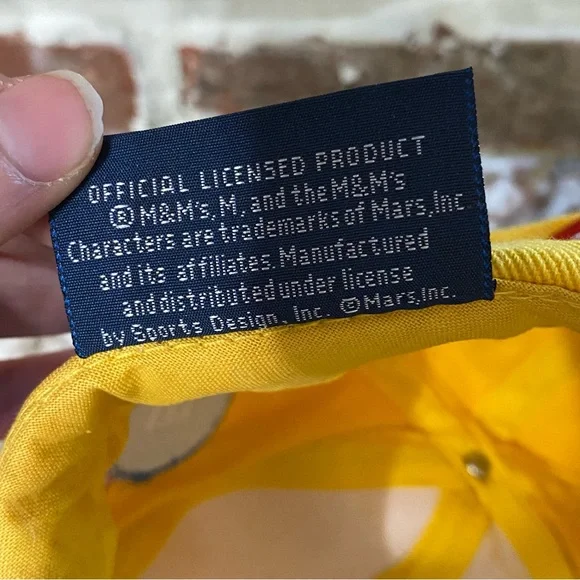 OFFICIAL LICENSED PRODUCT
® M&M's, M, and the M&M's
Characters are trademarks of Mars, Inc.
and its affiliates. Manufactured
and distributed under license
by Sports Design, Inc. © Mars, Inc.